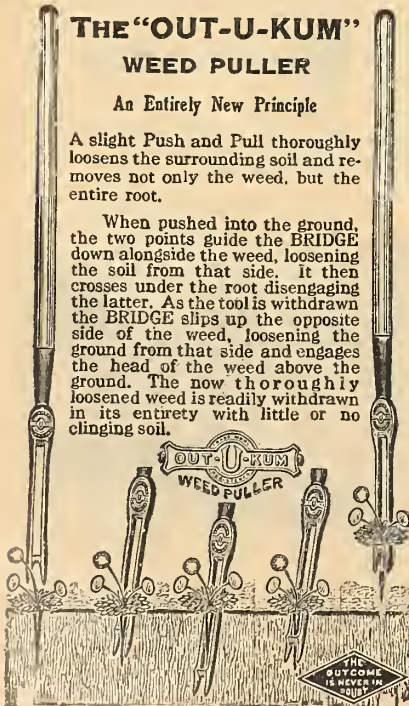 THE "OUT-U-KUM"
WEED PULLER
An Entirely New Principle
A slight Push and Pull thoroughly
loosens the surrounding soil and re-
moves not only the weed, but the
entire root.
When pushed into the ground,
the two points guide the BRIDGE
down alongside the weed, loosening
the soil from that side. It then
crosses under the root disengaging
the latter. As the tool is withdrawn
the BRIDGE slips up the opposite
side of the weed, loosening the
ground from that side and engages
the head of the weed above the
ground. The now thoroughly
loosened weed is readily withdrawn
in its entirety with little or no
clinging soil.
OUT-U-KUM
WEED PULLER
THE
OUTCOME
IS NEVER IN
DOUBT